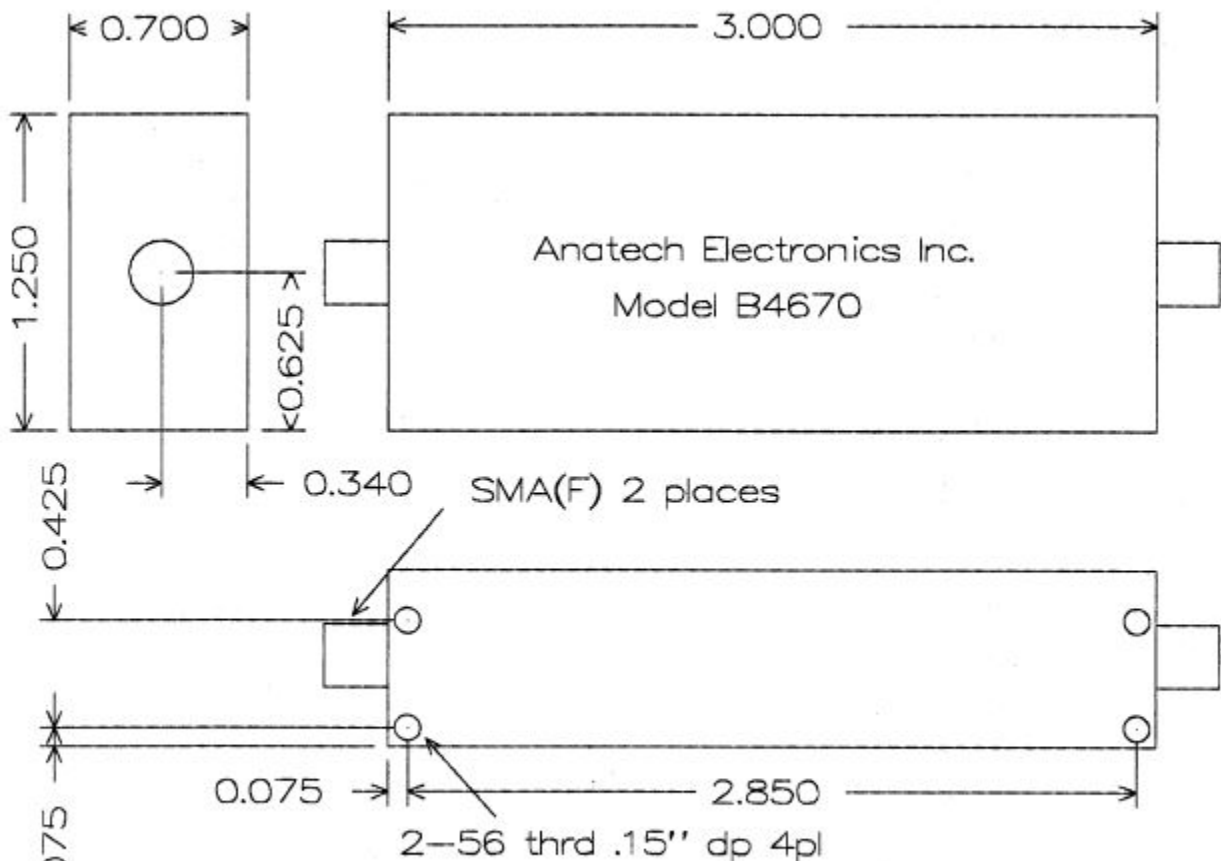 0.700
3.000
1.250
Anatech Electronics Inc.
Model B4670
0.625
0.340
SMA(F) 2 places
0.425
0.075
2.850
2-56 thrd .15" dp 4pl